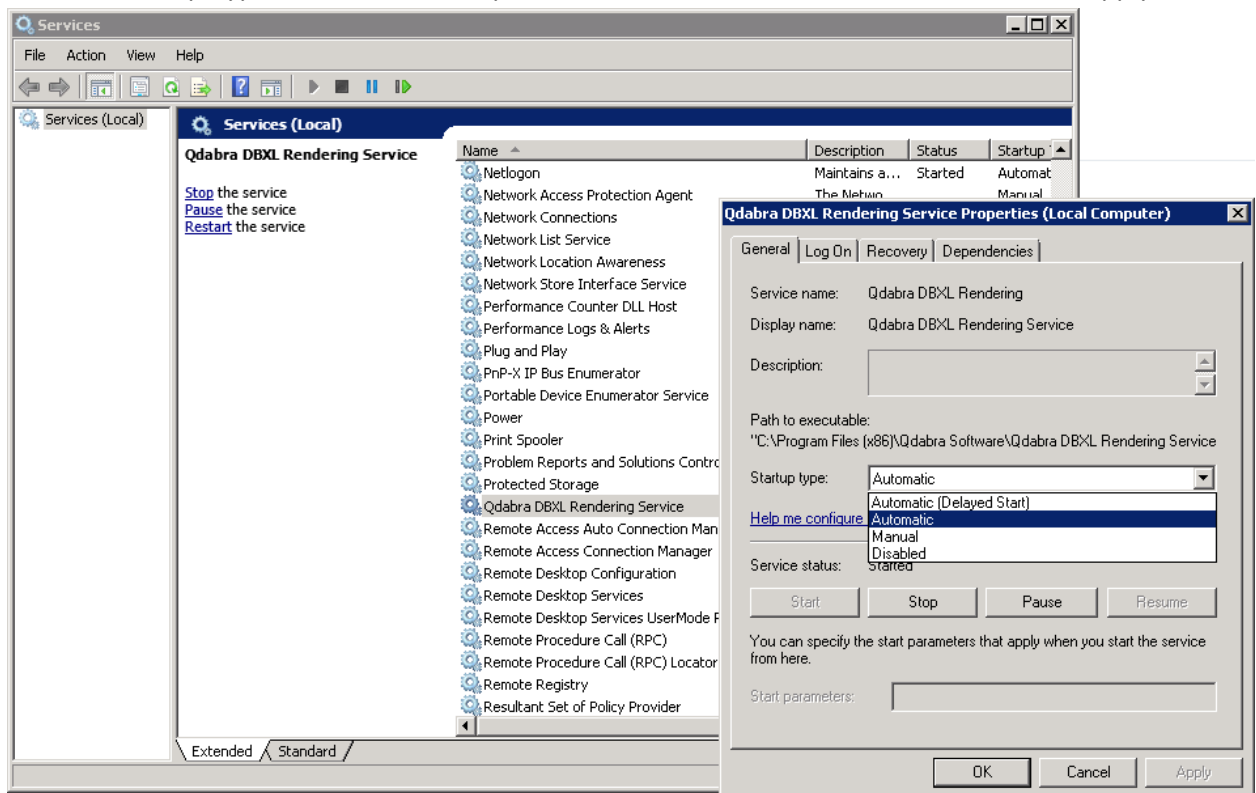 Services
File Action View Help
Services (Local)
Services (Local)
Qdabra DBXL Rendering Service
Stop the service
Pause the service
Restart the service
Name Description Status Startup
Netlogon Maintains a... Started Automat
Network Access Protection Agent The Netwo Manual
Network Connections
Network List Service
Network Location Awareness
Network Store Interface Service
Performance Counter DLL Host
Performance Logs & Alerts
Plug and Play
PnP-X IP Bus Enumerator
Portable Device Enumerator Service
Power
Print Spooler
Problem Reports and Solutions Contro
Protected Storage
Qdabra DBXL Rendering Service
Remote Access Auto Connection Man
Remote Access Connection Manager
Remote Desktop Configuration
Remote Desktop Services
Remote Desktop Services UserMode P
Remote Procedure Call (RPC)
Remote Procedure Call (RPC) Locator
Remote Registry
Resultant Set of Policy Provider
Extended Standard
Qdabra DBXL Rendering Service Properties (Local Computer)
General Log On Recovery Dependencies
Service name: Qdabra DBXL Rendering
Display name: Qdabra DBXL Rendering Service
Description:
Path to executable:
"C:\Program Files (x86)\Qdabra Software\Qdabra DBXL Rendering Service
Startup type: Automatic
Automatic (Delayed Start)
Help me configure Automatic
Manual
Disabled
Service status: Started
Start Stop Pause Resume
You can specify the start parameters that apply when you start the service
from here.
Start parameters:
OK Cancel Apply